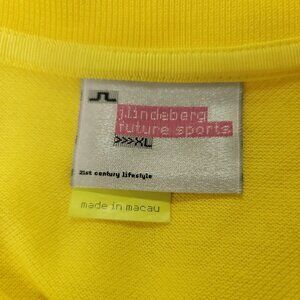 j.lindeberg
future sports
>>>XL
21st century lifestyle
made in macau